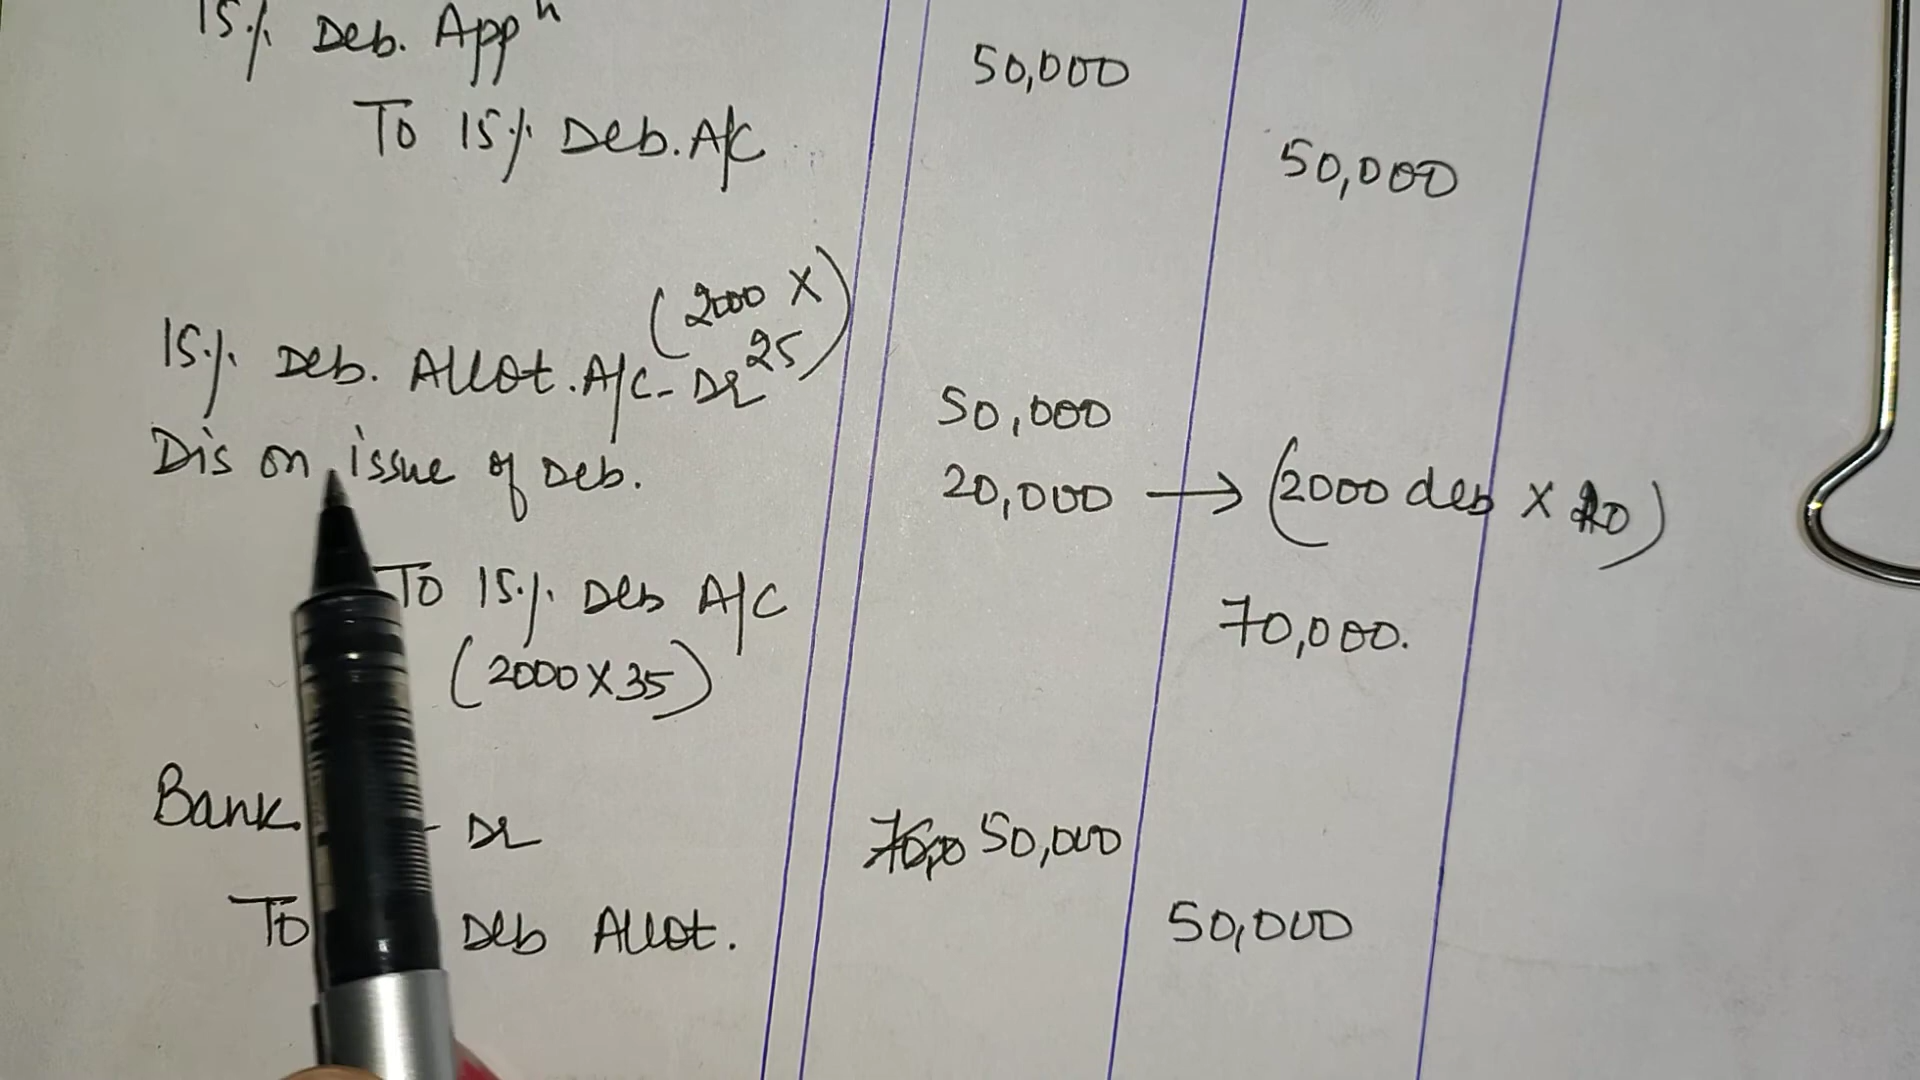 15% Deb. Appn
50,000
To 15% Deb. A/C
50,000
(2000 X 25)
15% Deb. Allot. A/C - Dr
50,000
Dis on issue of Deb.
20,000 → (2000 deb X 10)
To 15% Deb A/C
70,000.
(2000 X 35)
Bank - Dr
50,000
To Deb Allot.
50,000